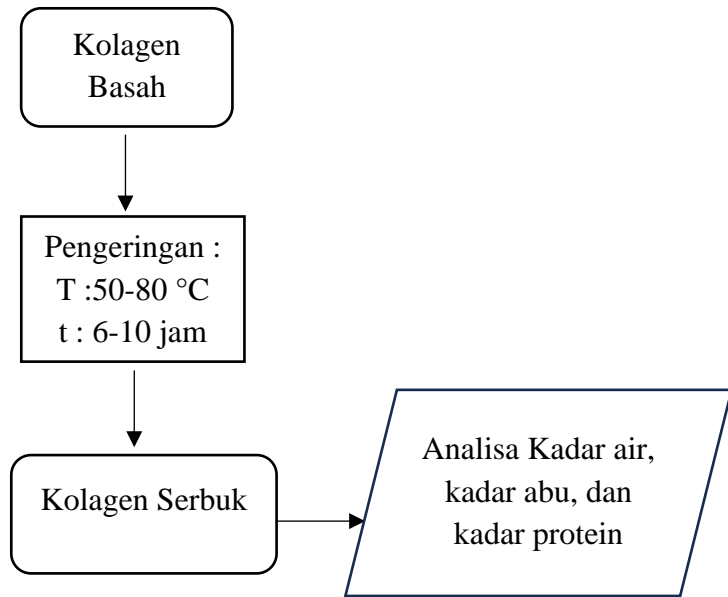 Kolagen
Basah
Pengeringan :
T :50-80 °C
t : 6-10 jam
Kolagen Serbuk
Analisa Kadar air,
kadar abu, dan
kadar protein